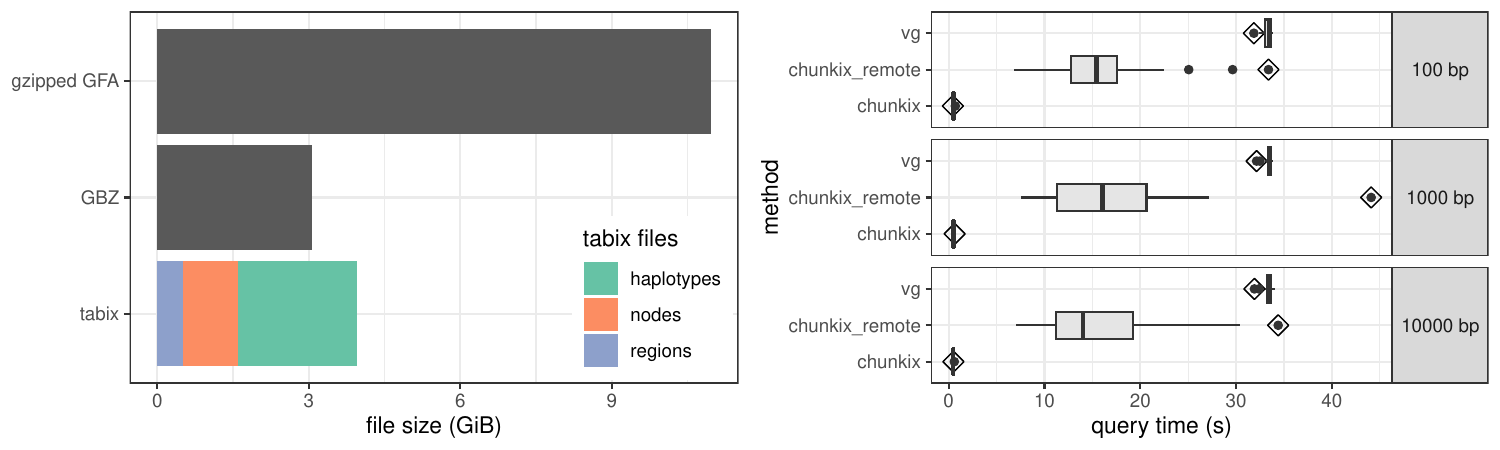 gzipped GFA
GBZ
tabix
0
3
6
9
file size (GiB)
tabix files
haplotypes
nodes
regions
method
vg
chunkix_remote
chunkix
100 bp
vg
chunkix_remote
chunkix
1000 bp
vg
chunkix_remote
chunkix
10000 bp
0
10
20
30
40
query time (s)